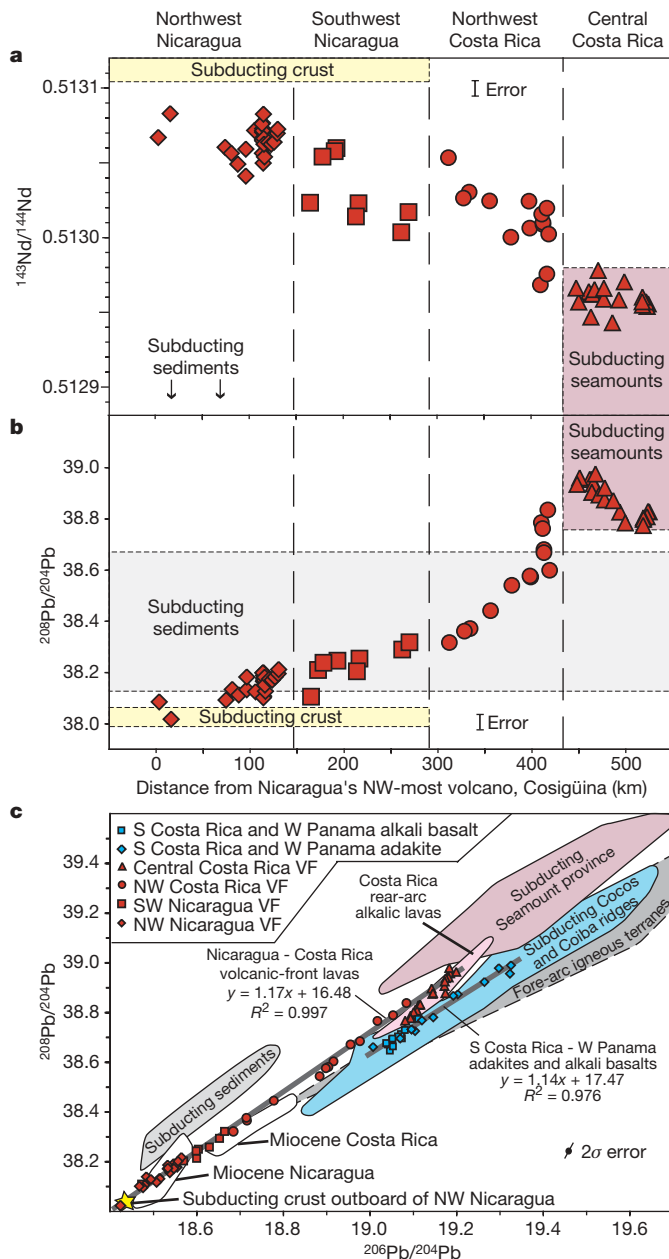 Northwest Nicaragua
Southwest Nicaragua
Northwest Costa Rica
Central Costa Rica
a
Subducting crust
Error
0.5131
0.5130
0.5129
143Nd/144Nd
Subducting
sediments
Subducting
seamounts
b
Subducting
seamounts
39.0
38.8
38.6
38.4
38.2
38.0
208Pb/204Pb
Subducting
sediments
Subducting crust
Error
0 100 200 300 400 500
Distance from Nicaragua's NW-most volcano, Cosigüina (km)
c
S Costa Rica and W Panama alkali basalt
S Costa Rica and W Panama adakite
Central Costa Rica VF
NW Costa Rica VF
SW Nicaragua VF
NW Nicaragua VF
39.4
39.2
39.0
38.8
38.6
38.4
38.2
208Pb/204Pb
Subducting
Seamount province
Costa Rica
rear-arc
alkalic lavas
Subducting Cocos
and Coiba ridges
Fore-arc igneous terranes
Nicaragua - Costa Rica
volcanic-front lavas
y = 1.17x + 16.48
R² = 0.997
S Costa Rica - W Panama
adakites and alkali basalts
y = 1.14x + 17.47
R² = 0.976
Subducting sediments
Miocene Costa Rica
Miocene Nicaragua
2σ error
Subducting crust outboard of NW Nicaragua
18.6 18.8 19.0 19.2 19.4 19.6
206Pb/204Pb